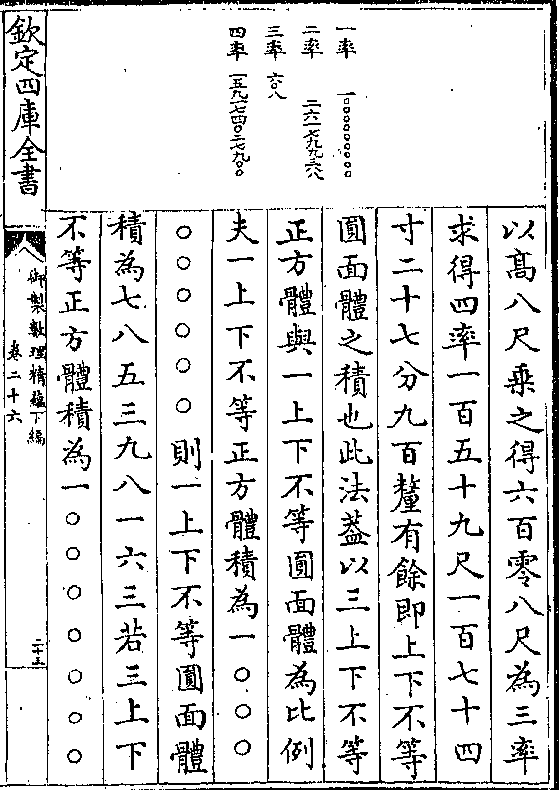 一率　一〇〇〇〇〇〇〇〇
二率　二六一七九九三八
三率　六〇八
四率　一五九一七四〇二七九〇〇
以髙八尺乗之得六百零八尺為三率
求得四率一百五十九尺一百七十四
寸二十七分九百釐有餘即上下不等
圓面體之積也此法葢以三上下不等
正方體與一上下不等圓面體為比例
夫一上下不等正方體積為一〇〇〇
〇〇〇〇〇〇則一上下不等圓面體
積為七八五三九八一六三若三上下
不等正方體積為一〇〇〇〇〇〇〇
欽定四庫全書
御製數理精蘊下編
卷二十六
二十五